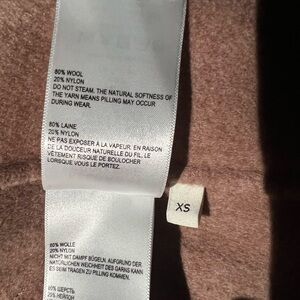 80% WOOL
20% NYLON
DO NOT STEAM. THE NATURAL SOFTNESS OF
THE YARN MEANS PILLING MAY OCCUR
DURING WEAR.
80% LAINE
20% NYLON
NE PAS EXPOSER À LA VAPEUR. EN RAISON
DE LA DOUCEUR NATURELLE DU FIL, LE
VÊTEMENT RISQUE DE BOULOCHER
LORSQUE VOUS LE PORTEZ.
XS
80% WOLLE
20% NYLON
NICHT MIT DAMPF BÜGELN. AUFGRUND DER
NATÜRLICHEN WEICHHEIT DES GARNS KANN
ES BEIM TRAGEN ZU PILLING KOMMEN.
80% ШЕРСТЬ
20% НЕЙЛОН